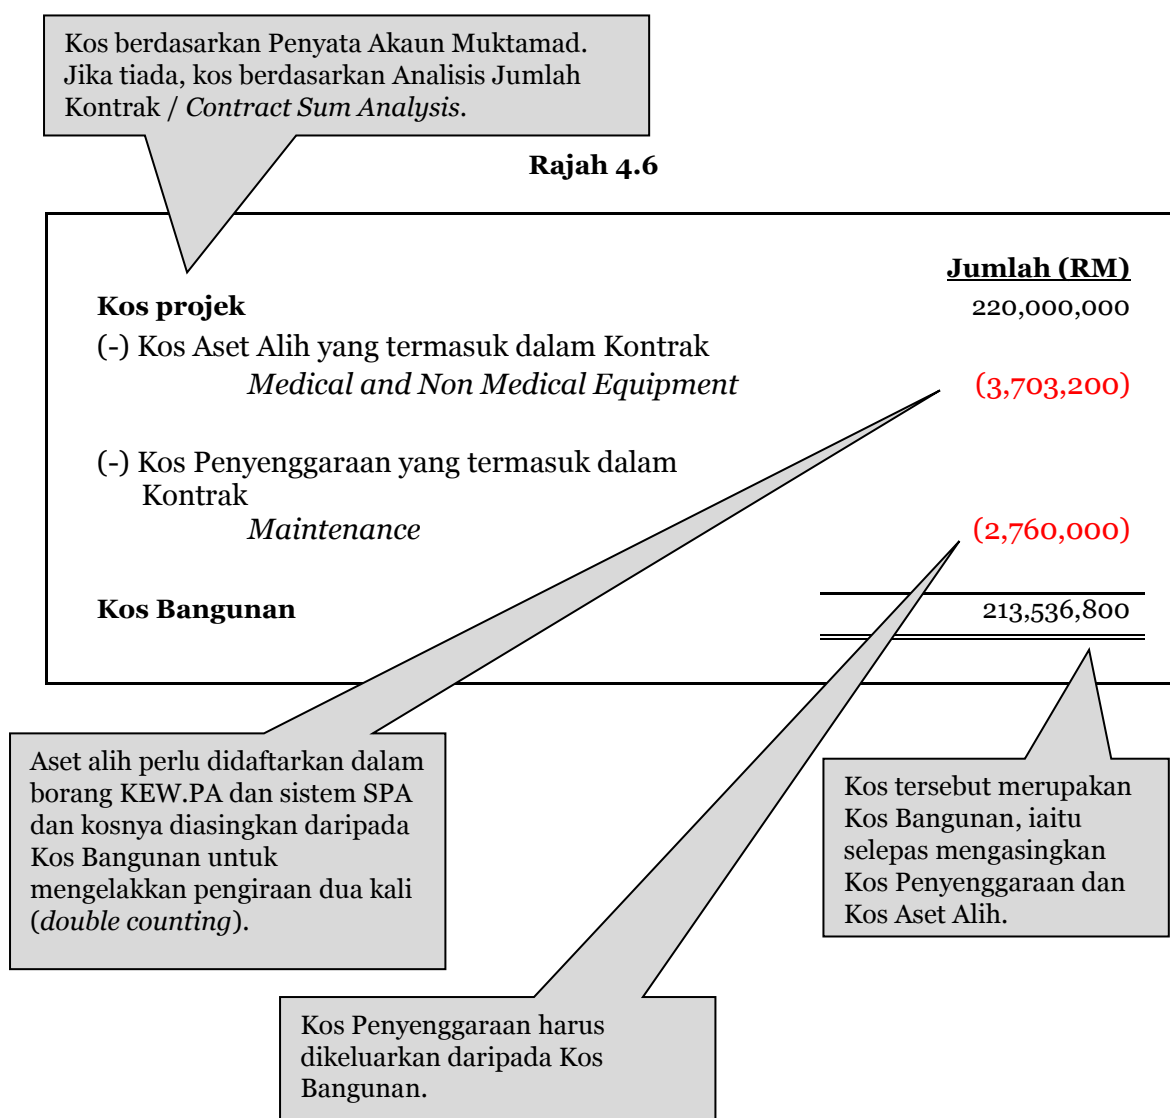 Kos berdasarkan Penyata Akaun Muktamad.
Jika tiada, kos berdasarkan Analisis Jumlah
Kontrak / Contract Sum Analysis.
Rajah 4.6
Jumlah (RM)
Kos projek 220,000,000
(-) Kos Aset Alih yang termasuk dalam Kontrak
Medical and Non Medical Equipment (3,703,200)
(-) Kos Penyenggaraan yang termasuk dalam
Kontrak
Maintenance (2,760,000)
Kos Bangunan 213,536,800
Aset alih perlu didaftarkan dalam
borang KEW.PA dan sistem SPA
dan kosnya diasingkan daripada
Kos Bangunan untuk
mengelakkan pengiraan dua kali
(double counting).
Kos tersebut merupakan
Kos Bangunan, iaitu
selepas mengasingkan
Kos Penyenggaraan dan
Kos Aset Alih.
Kos Penyenggaraan harus
dikeluarkan daripada Kos
Bangunan.